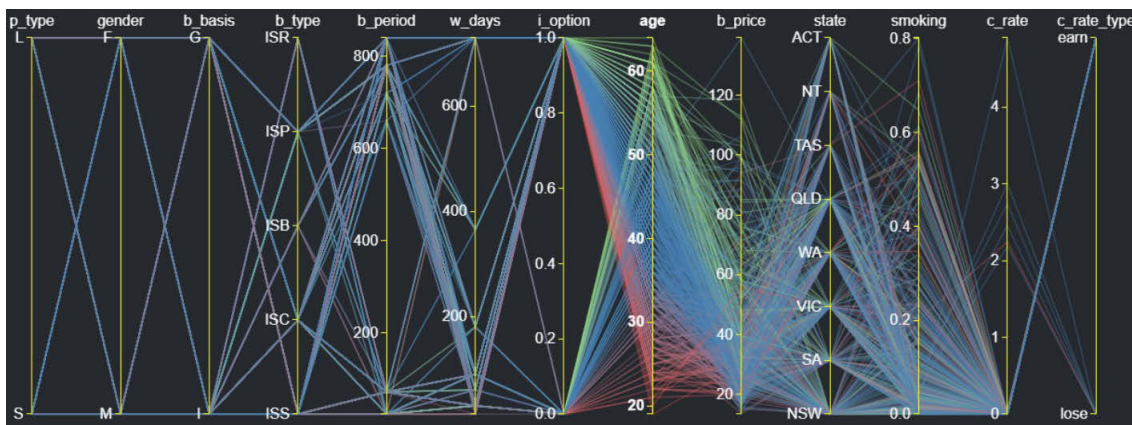 p_type gender b_basis b_type b_period w_days i_option age b_price state smoking c_rate c_rate_type
L F G ISR 1.0 ACT 0.8 earn
800
60
120
NT
600
4
ISP 0.8
0.6
600
TAS
50 100
0.6
3
QLD
80
ISB 400 0.4
400 40
0.4 WA
60
2
VIC
ISC 200
30 40
0.2 1
200 0.2
SA
20
20
S M I ISS 0.0 NSW 0.0 0 lose